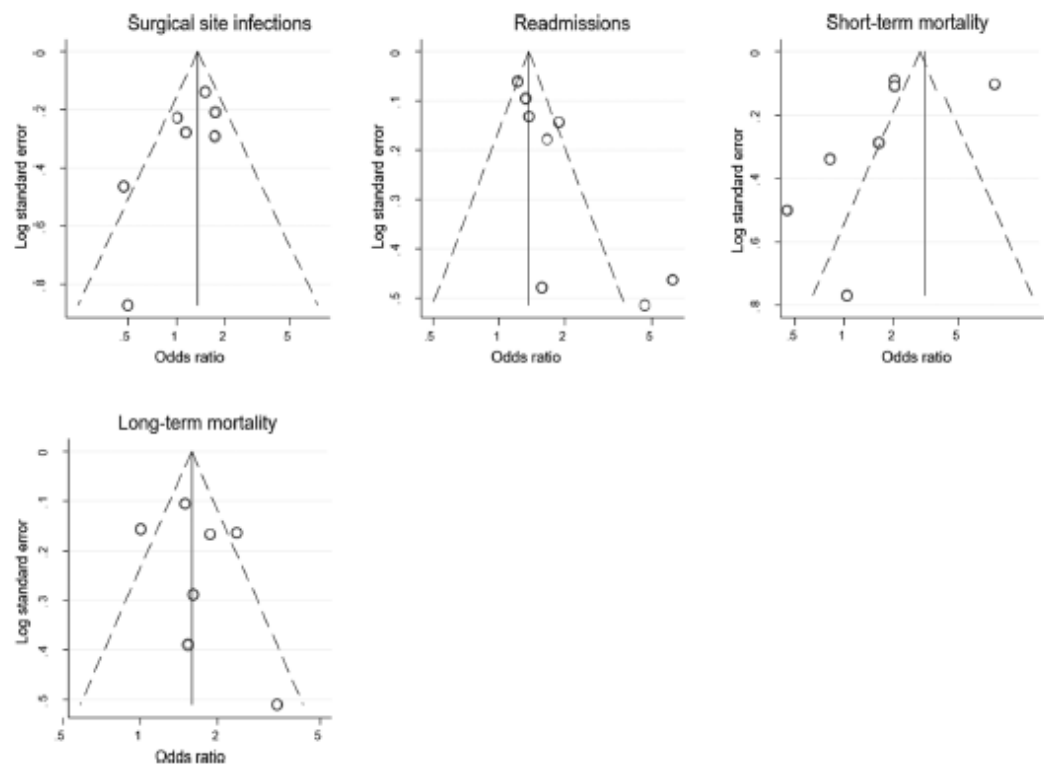 Surgical site infections
0
.2
.4
.6
.8
Log standard error
.5 1 2 5
Odds ratio
Readmissions
0
.1
.2
.3
.4
.5
Log standard error
.5 1 2 5
Odds ratio
Short-term mortality
0
.2
.4
.6
.8
Log standard error
.5 1 2 5
Odds ratio
Long-term mortality
0
.1
.2
.3
.4
.5
Log standard error
.5 1 2 5
Odds ratio